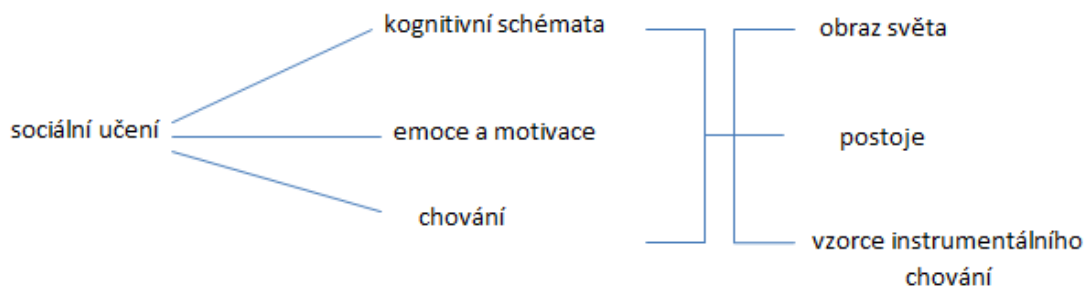 kognitivní schémata
obraz světa
sociální učení
emoce a motivace
postoje
chování
vzorce instrumentálního
chování